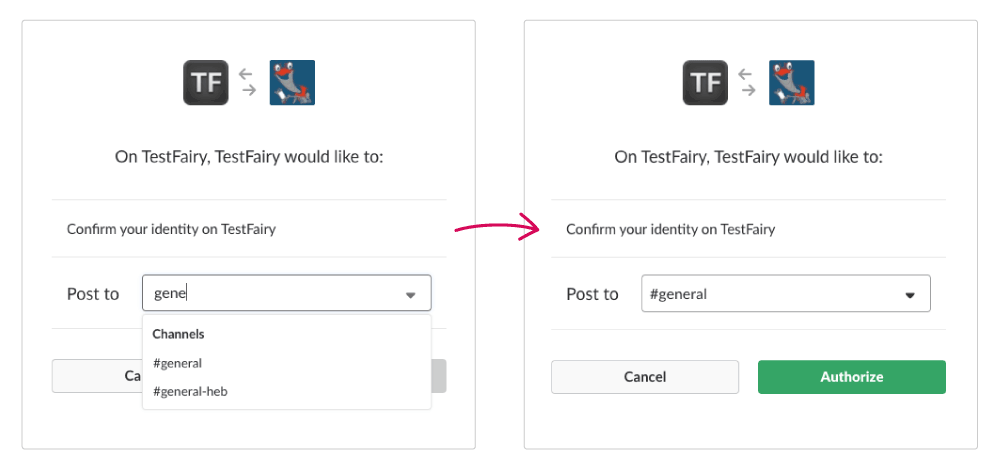 TF
On TestFairy, TestFairy would like to:
Confirm your identity on TestFairy
Post to gene
Channels
#general
Ca
#general-heb
TF
On TestFairy, TestFairy would like to:
Confirm your identity on TestFairy
Post to #general
Cancel Authorize